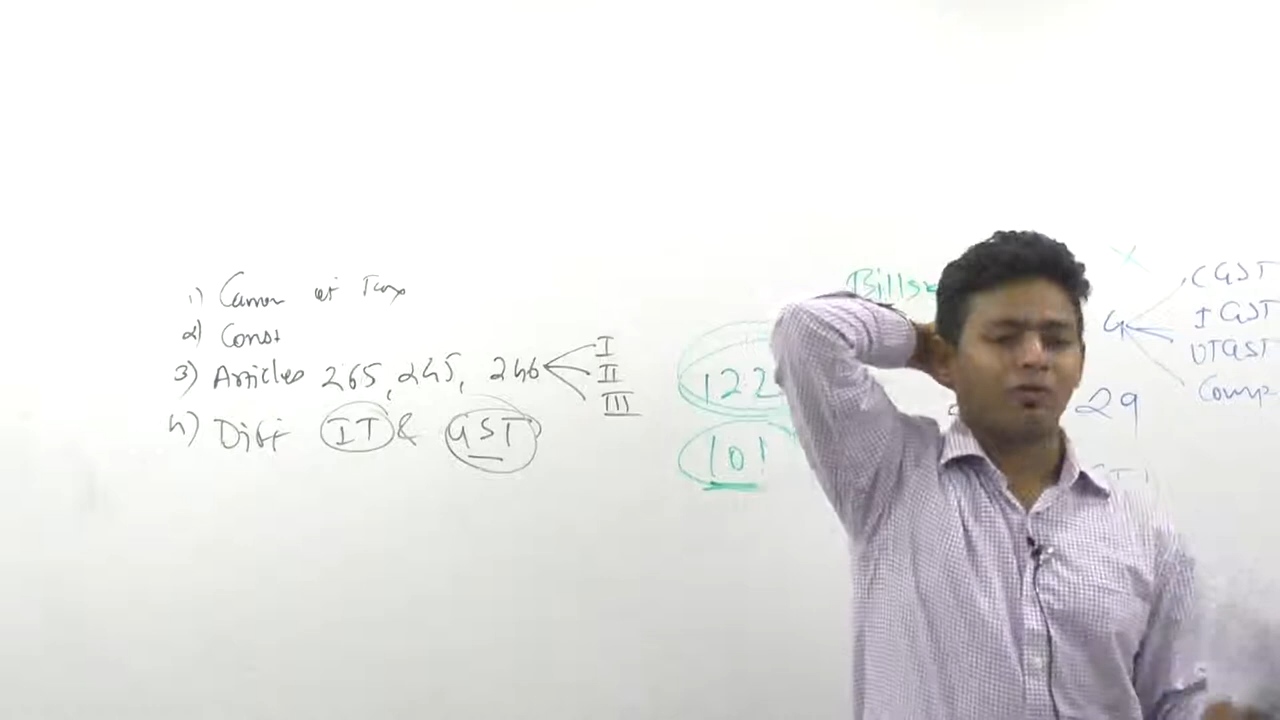 1) Canon of Tax
2) Const
3) Articles 265, 245, 246
I
II
III
4) Diff IT & GST
Bills
122
101
4
CGST
IGST
UTGST
Comp
29